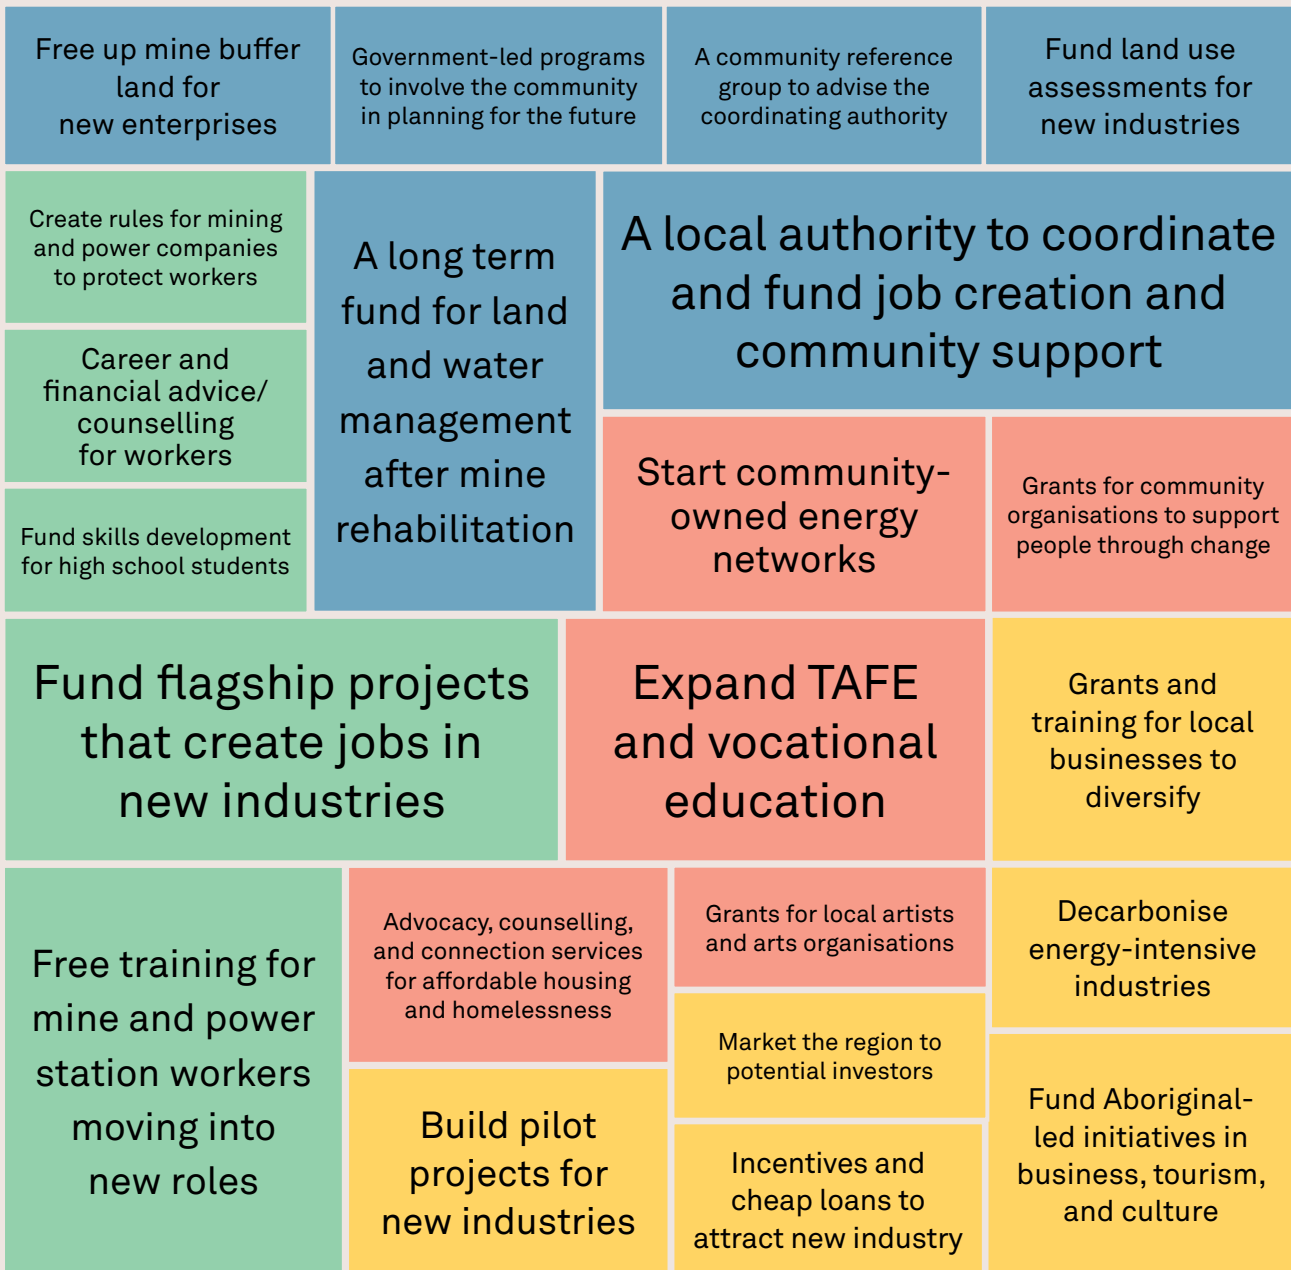 Free up mine buffer
land for
new enterprises
Government-led programs
to involve the community
in planning for the future
A community reference
group to advise the
coordinating authority
Fund land use
assessments for
new industries
Create rules for mining
and power companies
to protect workers
Career and
financial advice/
counselling
for workers
Fund skills development
for high school students
A long term
fund for land
and water
management
after mine
rehabilitation
A local authority to coordinate
and fund job creation and
community support
Start community-
owned energy
networks
Grants for community
organisations to support
people through change
Fund flagship projects
that create jobs in
new industries
Expand TAFE
and vocational
education
Grants and
training for local
businesses to
diversify
Free training for
mine and power
station workers
moving into
new roles
Advocacy, counselling,
and connection services
for affordable housing
and homelessness
Grants for local artists
and arts organisations
Decarbonise
energy-intensive
industries
Market the region to
potential investors
Build pilot
projects for
new industries
Incentives and
cheap loans to
attract new industry
Fund Aboriginal-
led initiatives in
business, tourism,
and culture